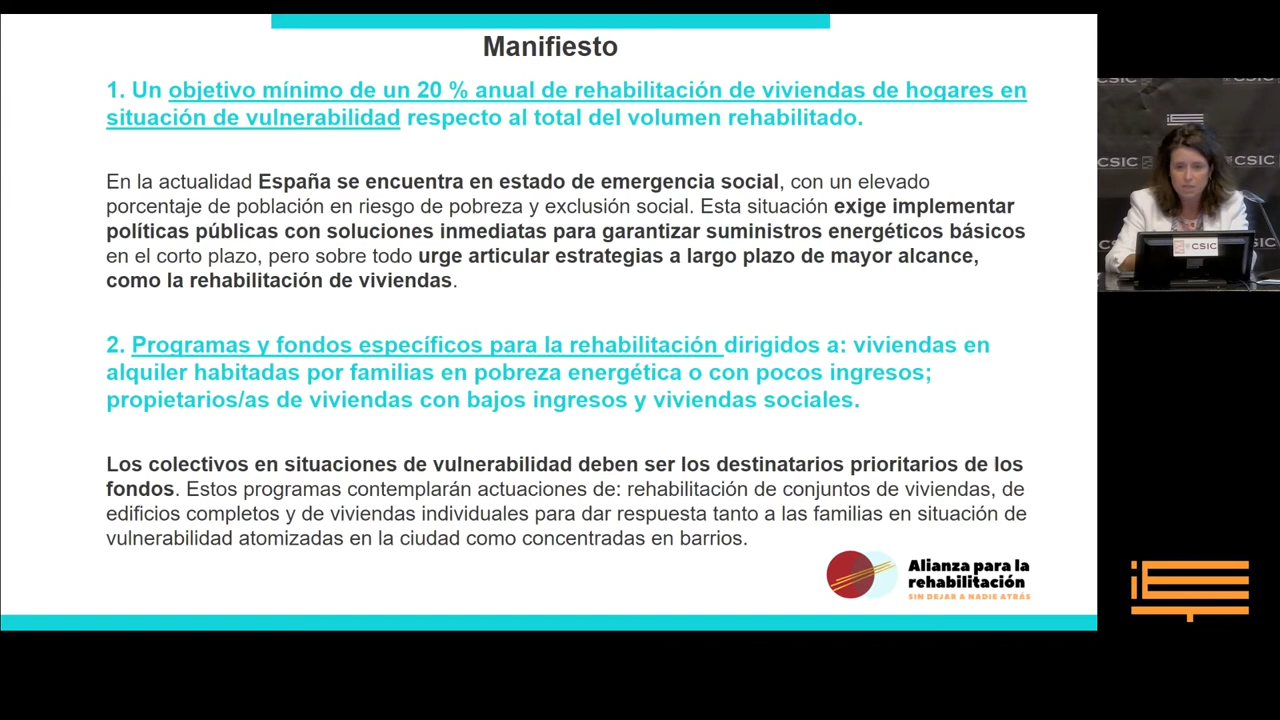 Manifiesto
1. Un objetivo mínimo de un 20 % anual de rehabilitación de viviendas de hogares en
situación de vulnerabilidad respecto al total del volumen rehabilitado.
En la actualidad España se encuentra en estado de emergencia social, con un elevado
porcentaje de población en riesgo de pobreza y exclusión social. Esta situación exige implementar
políticas públicas con soluciones inmediatas para garantizar suministros energéticos básicos
en el corto plazo, pero sobre todo urge articular estrategias a largo plazo de mayor alcance,
como la rehabilitación de viviendas.
2. Programas y fondos específicos para la rehabilitación dirigidos a: viviendas en
alquiler habitadas por familias en pobreza energética o con pocos ingresos;
propietarios/as de viviendas con bajos ingresos y viviendas sociales.
Los colectivos en situaciones de vulnerabilidad deben ser los destinatarios prioritarios de los
fondos. Estos programas contemplarán actuaciones de: rehabilitación de conjuntos de viviendas, de
edificios completos y de viviendas individuales para dar respuesta tanto a las familias en situación de
vulnerabilidad atomizadas en la ciudad como concentradas en barrios.
Alianza para la
rehabilitación
SIN DEJAR A NADIE ATRÁS
CSIC
CSIC
CSIC
CSIC